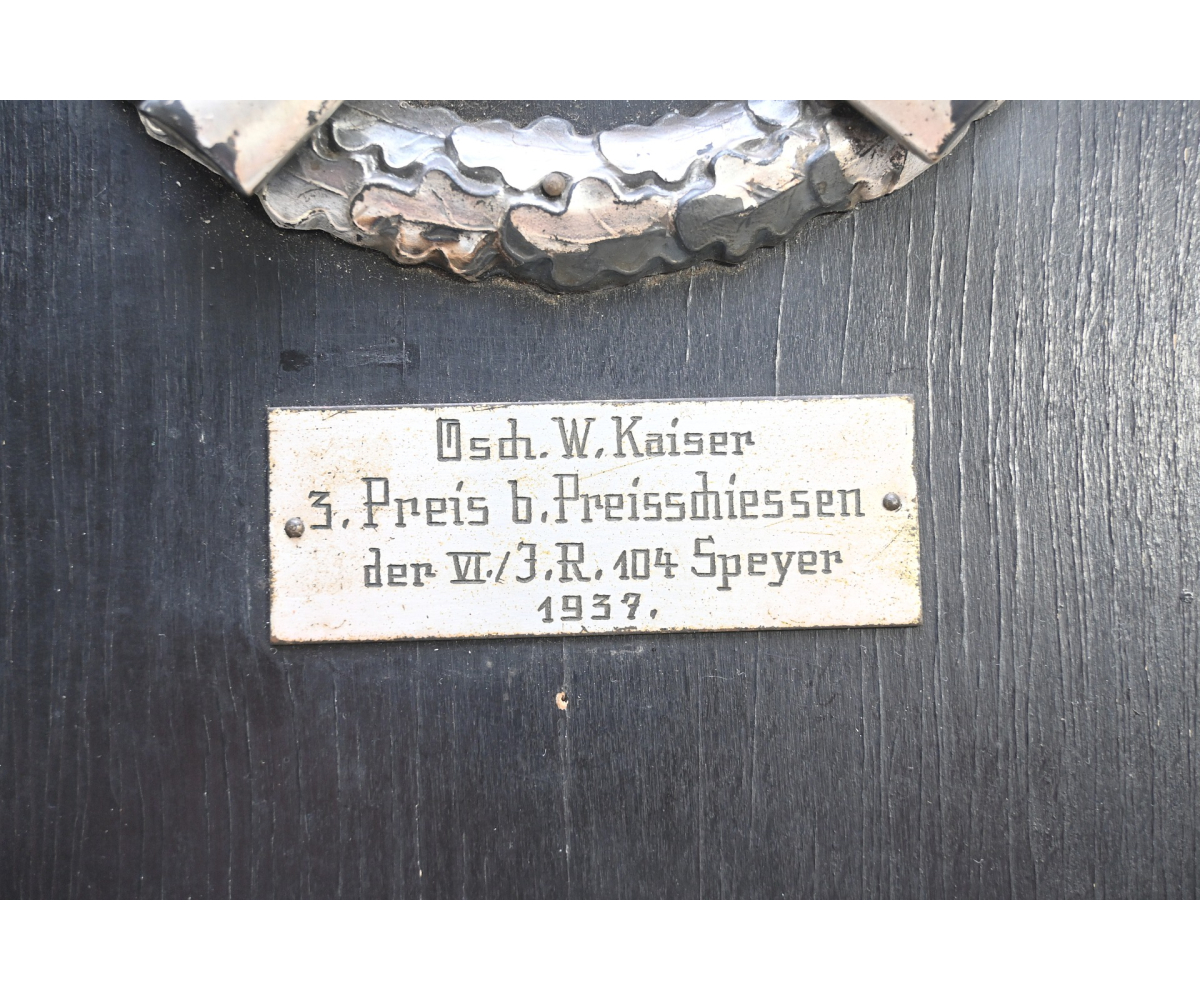 Osch. W. Kaiser
3. Preis b. Preisschiessen
der VI./J.R. 104 Speyer
1937.